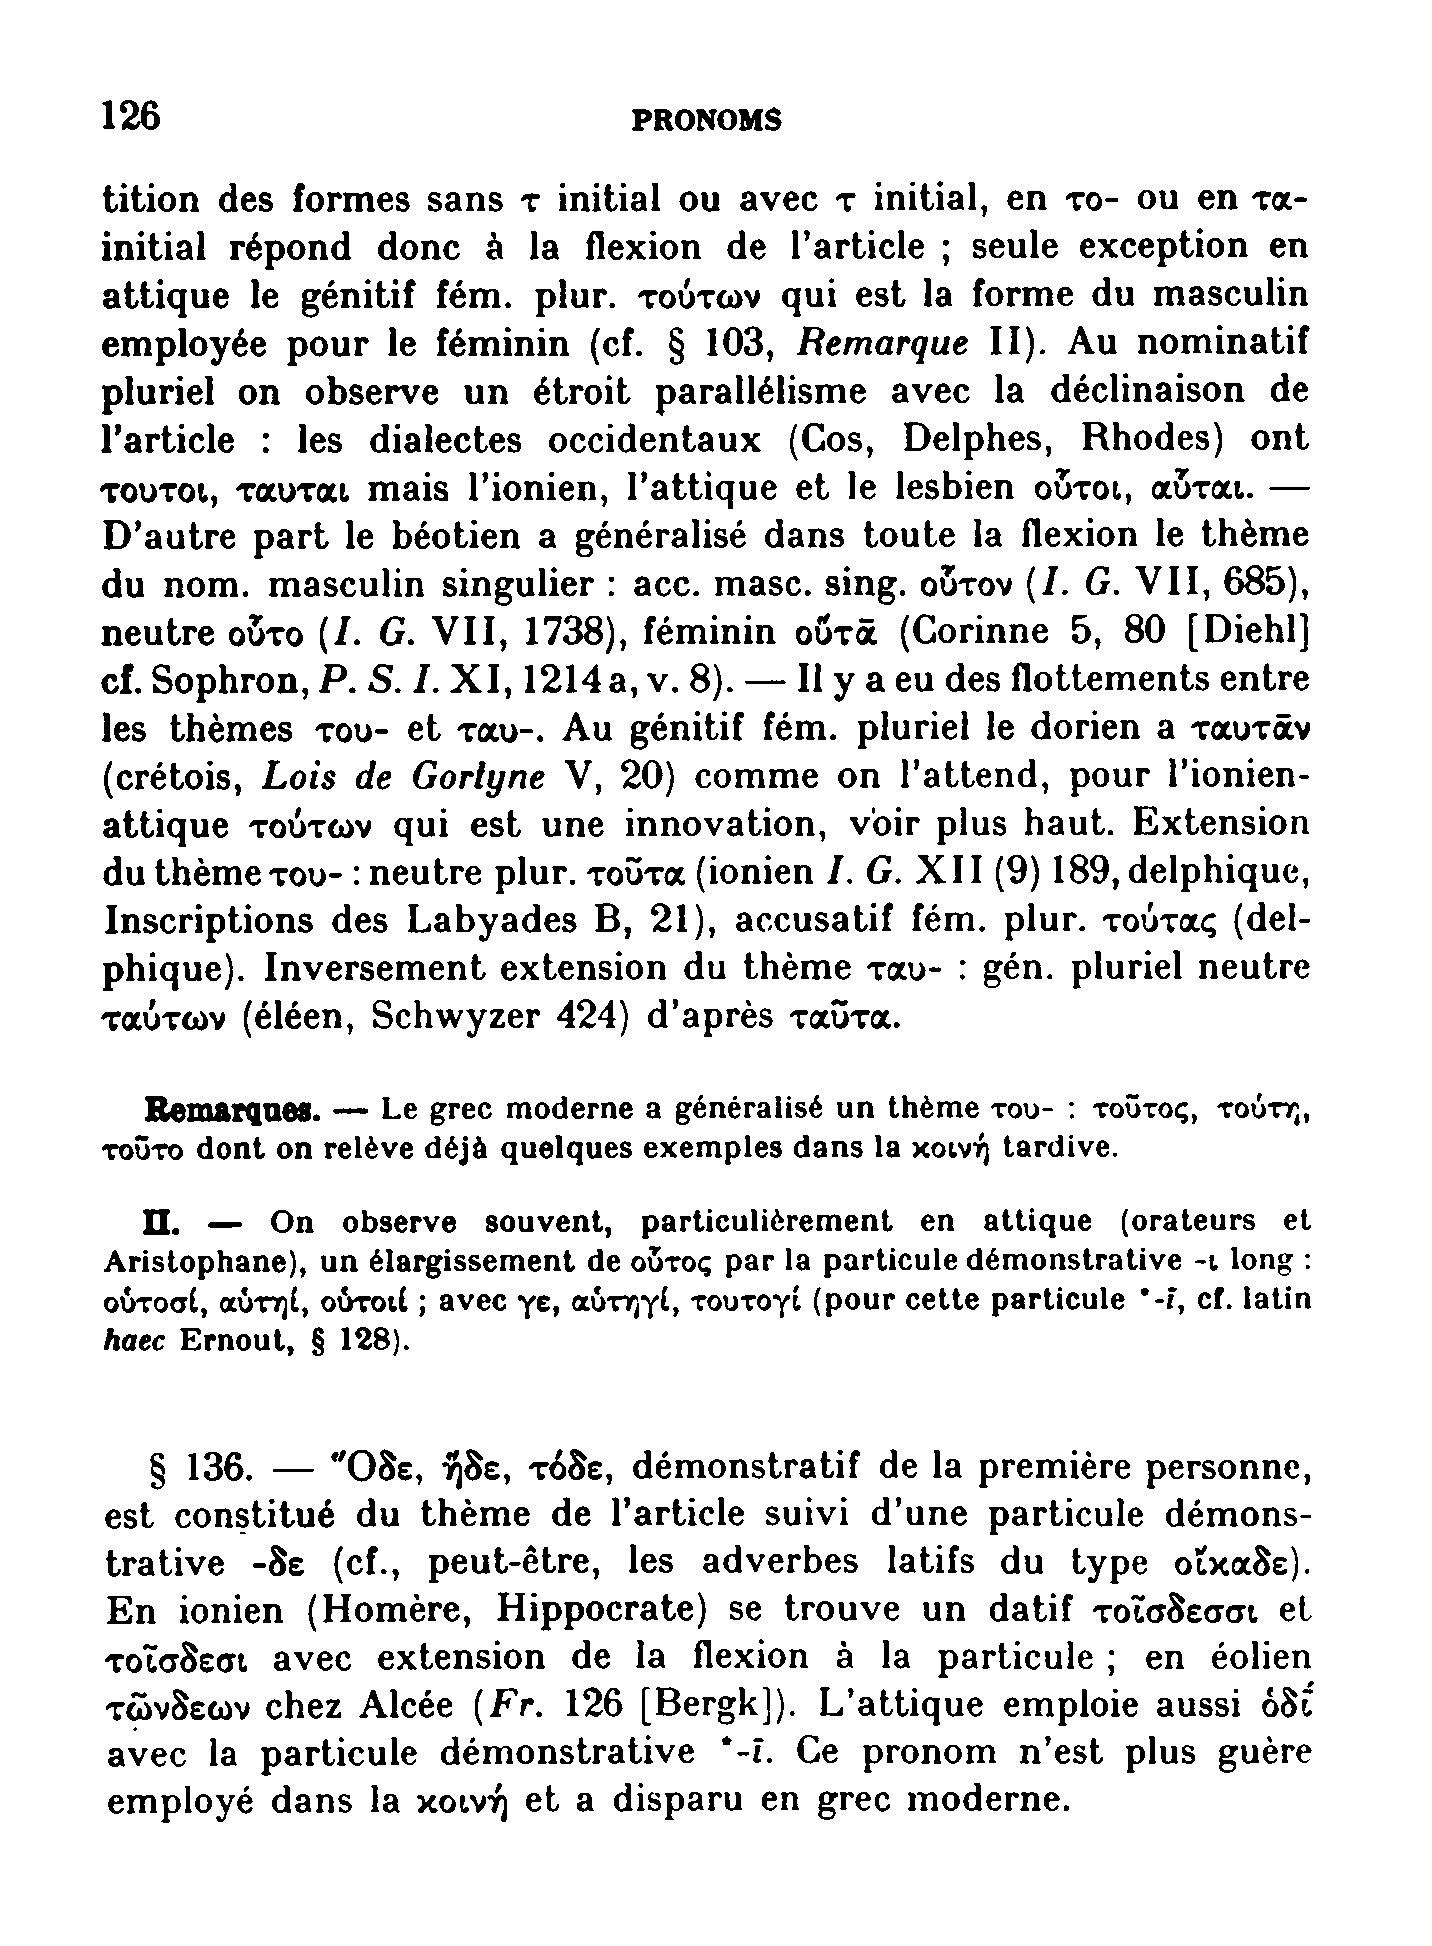 126
PRONOMS
tition des formes sans τ initial ou avec τ initial, en το- ou en τα-
initial répond donc à la flexion de l'article ; seule exception en
attique le génitif fém. plur. τούτων qui est la forme du masculin
employée pour le féminin (cf. § 103, Remarque II). Au nominatif
pluriel on observe un étroit parallélisme avec la déclinaison de
l'article : les dialectes occidentaux (Cos, Delphes, Rhodes) ont
τουτοι, ταυται mais l'ionien, l'attique et le lesbien οὗτοι, αὗται. —
D'autre part le béotien a généralisé dans toute la flexion le thème
du nom. masculin singulier : acc. masc. sing. οὗτον (I. G. VII, 685),
neutre οὗτο (I. G. VII, 1738), féminin οὕτᾱ (Corinne 5, 80 [Diehl]
cf. Sophron, P. S. I. XI, 1214 a, v. 8). — Il y a eu des flottements entre
les thèmes του- et ταυ-. Au génitif fém. pluriel le dorien a ταυτᾶν
(crétois, Lois de Gortyne V, 20) comme on l'attend, pour l'ionien-
attique τούτων qui est une innovation, voir plus haut. Extension
du thème του- : neutre plur. τοῦτα (ionien I. G. XII (9) 189, delphique,
Inscriptions des Labyades B, 21), accusatif fém. plur. τούτας (del-
phique). Inversement extension du thème ταυ- : gén. pluriel neutre
ταύτων (éléen, Schwyzer 424) d'après ταῦτα.
Remarques. — Le grec moderne a généralisé un thème του- : τοῦτος, τούτη,
τοῦτο dont on relève déjà quelques exemples dans la κοινή tardive.
II. — On observe souvent, particulièrement en attique (orateurs et
Aristophane), un élargissement de οὗτος par la particule démonstrative -ι long :
οὑτοσί, αὑτηί, οὑτοιί ; avec γε, αὑτηγί, τουτογί (pour cette particule *-ī, cf. latin
haec Ernout, § 128).
§ 136. — Ὅδε, ἥδε, τόδε, démonstratif de la première personne,
est constitué du thème de l'article suivi d'une particule démons-
trative -δε (cf., peut-être, les adverbes latifs du type οἴκαδε).
En ionien (Homère, Hippocrate) se trouve un datif τοῖσδεσσι et
τοῖσδεσι avec extension de la flexion à la particule ; en éolien
τῶνδεων chez Alcée (Fr. 126 [Bergk]). L'attique emploie aussi ὁδῑ́
avec la particule démonstrative *-ῑ. Ce pronom n'est plus guère
employé dans la κοινή et a disparu en grec moderne.